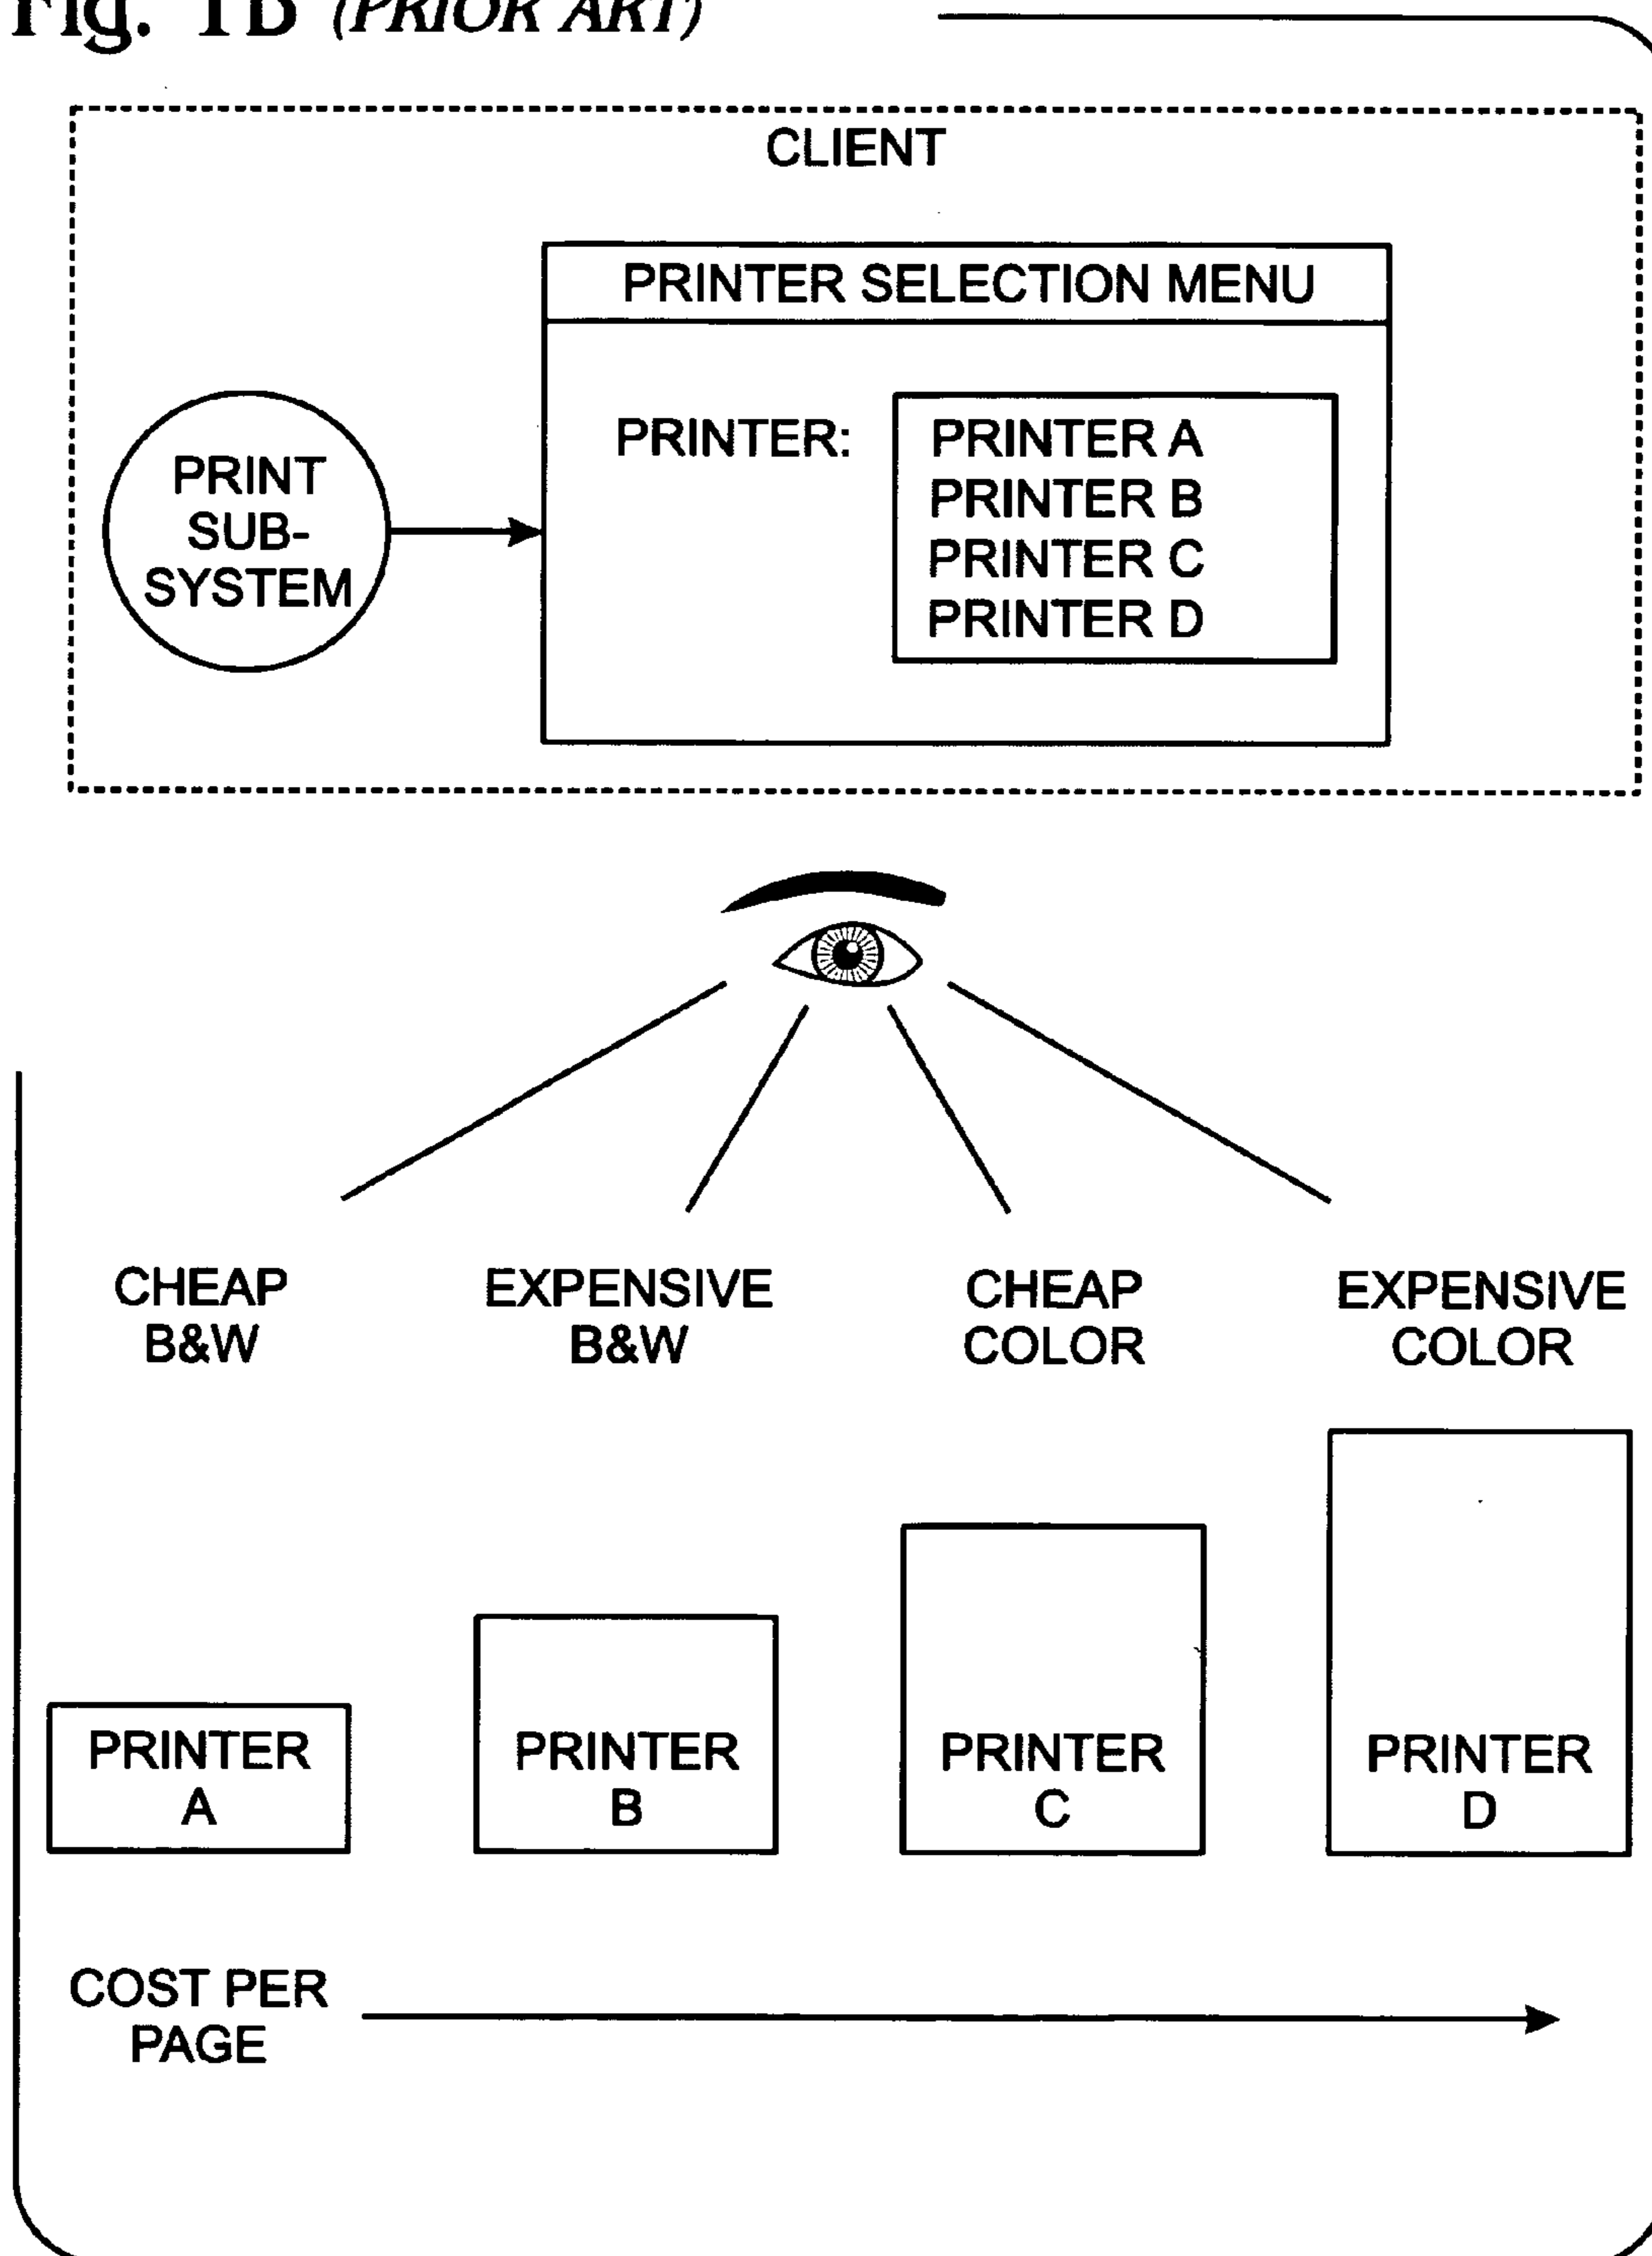 Fig. 1B (PRIOR ART)
CLIENT
PRINTER SELECTION MENU
PRINT
SUB-
SYSTEM
PRINTER:
PRINTER A
PRINTER B
PRINTER C
PRINTER D
CHEAP
B&W
EXPENSIVE
B&W
CHEAP
COLOR
EXPENSIVE
COLOR
PRINTER
A
PRINTER
B
PRINTER
C
PRINTER
D
COST PER
PAGE